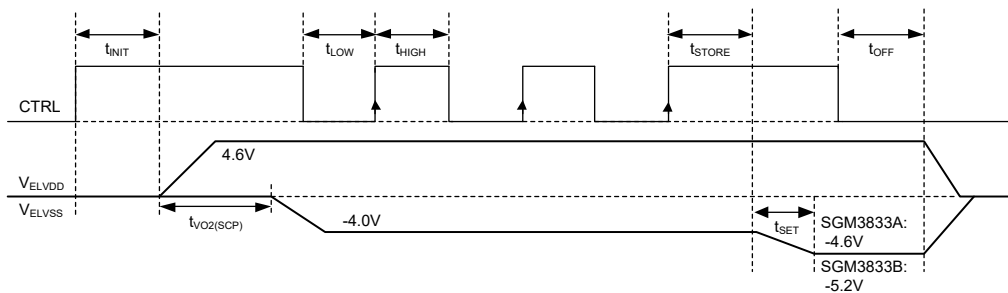 tINIT
tLOW
tHIGH
tSTORE
tOFF
CTRL
4.6V
VELVDD
VELVSS
tVO2(SCP)
-4.0V
tSET
SGM3833A:
-4.6V
SGM3833B:
-5.2V